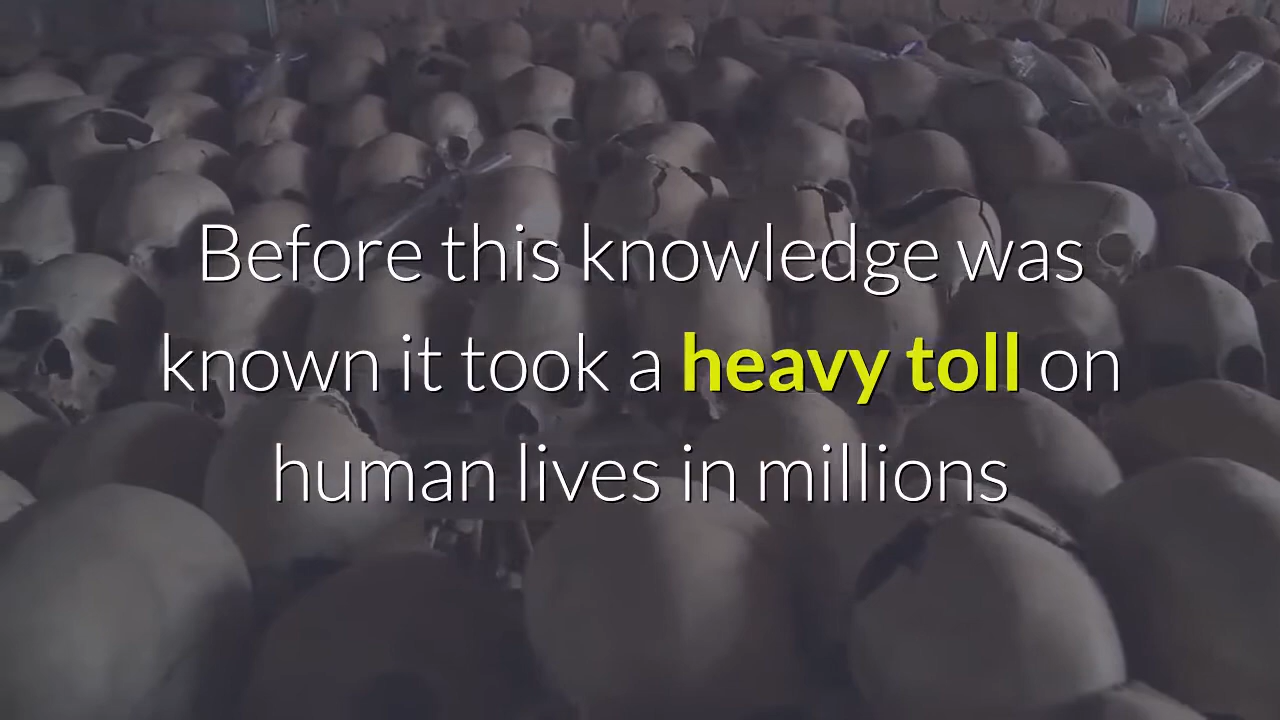 Before this knowledge was
known it took a heavy toll on
human lives in millions